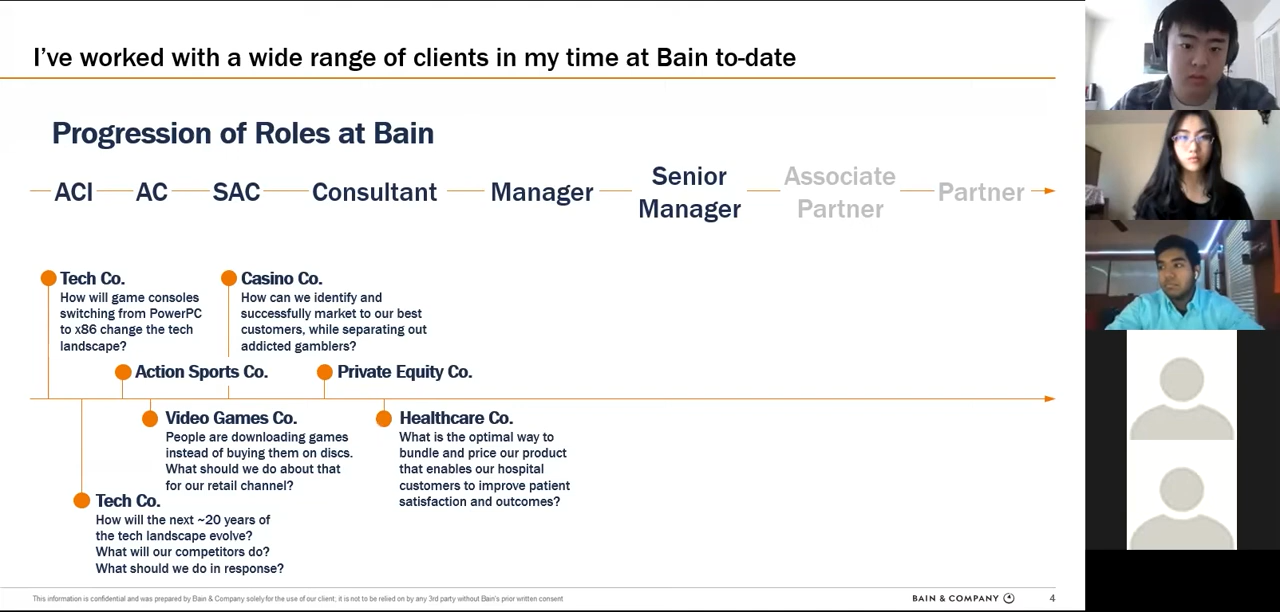 I've worked with a wide range of clients in my time at Bain to-date
Progression of Roles at Bain
ACI AC SAC Consultant Manager Senior Manager Associate Partner Partner
Tech Co.
How will game consoles
switching from PowerPC
to x86 change the tech
landscape?
Casino Co.
How can we identify and
successfully market to our best
customers, while separating out
addicted gamblers?
Action Sports Co.
Private Equity Co.
Video Games Co.
People are downloading games
instead of buying them on discs.
What should we do about that
for our retail channel?
Healthcare Co.
What is the optimal way to
bundle and price our product
that enables our hospital
customers to improve patient
satisfaction and outcomes?
Tech Co.
How will the next ~20 years of
the tech landscape evolve?
What will our competitors do?
What should we do in response?
This information is confidential and was prepared by Bain & Company solely for the use of our client; it is not to be relied on by any 3rd party without Bain's prior written consent
BAIN & COMPANY
4